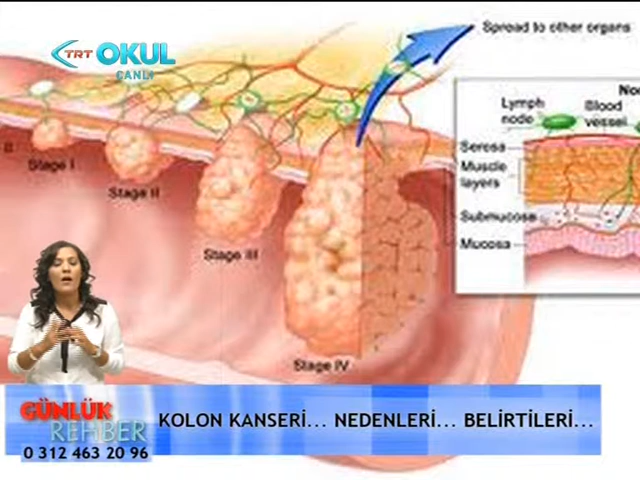 TRT OKUL
CANLI
Spread to other organs
Lymph
node
Blood
vessel
Serosa
Muscle
layers
Submucosa
Mucosa
Stage I
Stage II
Stage III
Stage IV
GÜNLÜK
REHBER
0 312 463 20 96
KOLON KANSERİ... NEDENLERİ... BELİRTİLERİ...